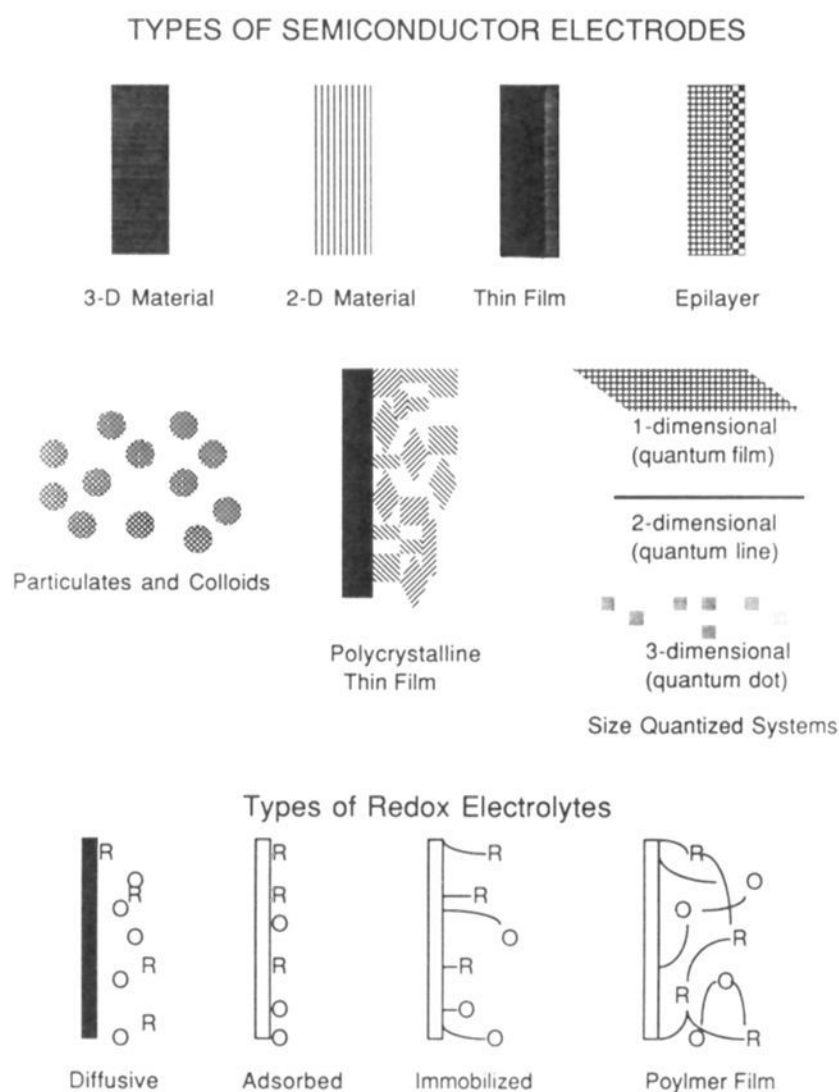 TYPES OF SEMICONDUCTOR ELECTRODES
3-D Material
2-D Material
Thin Film
Epilayer
1-dimensional
(quantum film)
2-dimensional
(quantum line)
Particulates and Colloids
3-dimensional
(quantum dot)
Polycrystalline
Thin Film
Size Quantized Systems
Types of Redox Electrolytes
R
O
R
O
O
R
O
R
O
R
R
O
R
O
O
R
R
O
R
O
O
R
O
O
R
O
R
O
R
Diffusive
Adsorbed
Immobilized
Poylmer Film